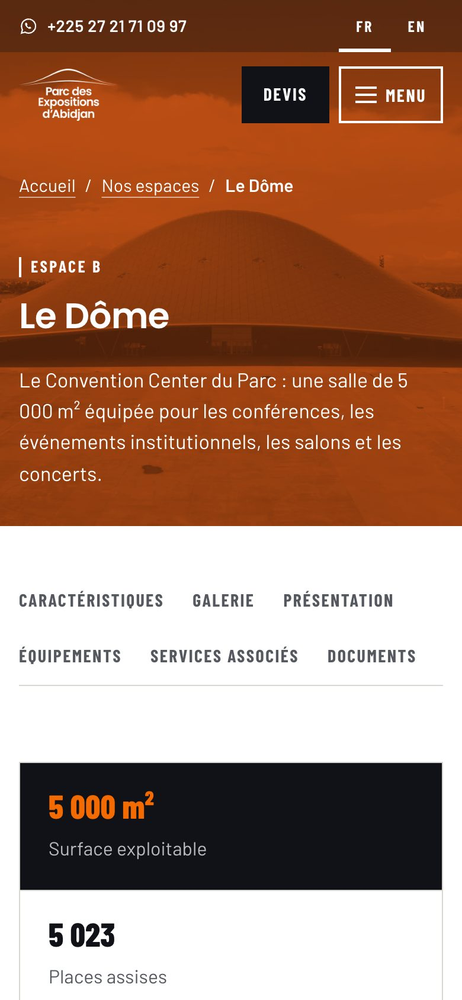 +225 27 21 71 09 97
FR
EN
Parc des
Expositions
d'Abidjan
DEVIS
MENU
Accueil / Nos espaces / Le Dôme
ESPACE B
Le Dôme
Le Convention Center du Parc : une salle de 5
000 m² équipée pour les conférences, les
événements institutionnels, les salons et les
concerts.
CARACTÉRISTIQUES GALERIE PRÉSENTATION
ÉQUIPEMENTS SERVICES ASSOCIÉS DOCUMENTS
5 000 m²
Surface exploitable
5 023
Places assises